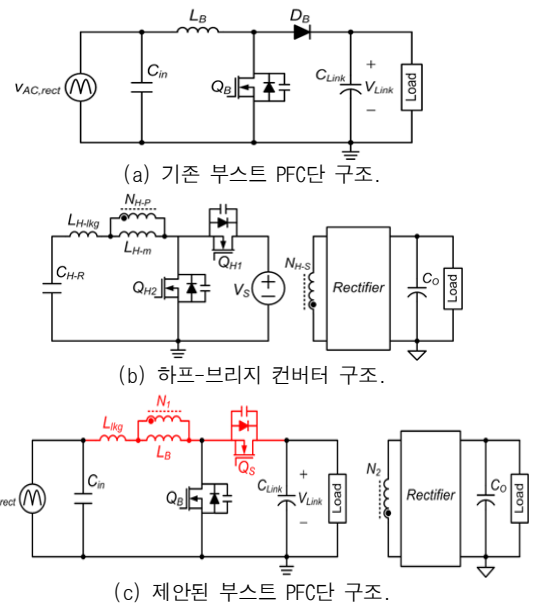 L_B
D_B
v_AC,rect
C_in
Q_B
C_Link
+
V_Link
−
Load
(a) 기존 부스트 PFC단 구조.
N_H-P
L_H-lkg
L_H-m
C_H-R
Q_H1
Q_H2
V_S
N_H-S
Rectifier
C_O
Load
(b) 하프-브리지 컨버터 구조.
L_lkg
N_1
L_B
Q_S
rect
C_in
Q_B
C_Link
+
V_Link
−
Load
N_2
Rectifier
C_O
Load
(c) 제안된 부스트 PFC단 구조.